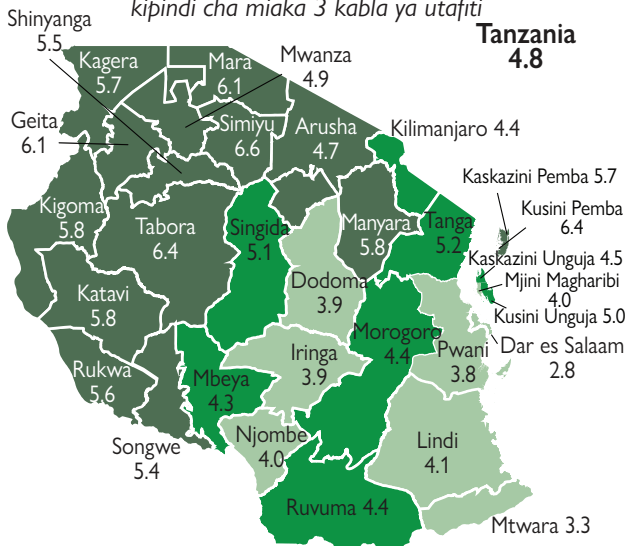 kipindi cha miaka 3 kabla ya utafiti
Tanzania
4.8
Shinyanga
5.5
Kagera
5.7
Mara
6.1
Mwanza
4.9
Geita
6.1
Simiyu
6.6
Arusha
4.7
Kilimanjaro 4.4
Kaskazini Pemba 5.7
Kusini Pemba
6.4
Kigoma
5.8
Tabora
6.4
Singida
5.1
Manyara
5.8
Tanga
5.2
Kaskazini Unguja 4.5
Mjini Magharibi
4.0
Kusini Unguja 5.0
Katavi
5.8
Dodoma
3.9
Morogoro
4.4
Pwani
3.8
Dar es Salaam
2.8
Rukwa
5.6
Mbeya
4.3
Iringa
3.9
Songwe
5.4
Njombe
4.0
Lindi
4.1
Ruvuma 4.4
Mtwara 3.3